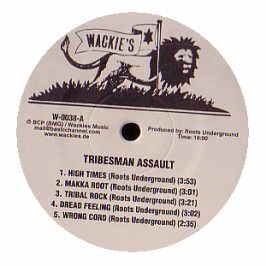 WACKIE'S
W-0038-A
℗ BCP (BMG) / Wackies Music
mail@basicchannel.com
www.wackies.de
Produced by: Roots Underground
Time: 18:00
TRIBESMAN ASSAULT
1. HIGH TIMES (Roots Underground) (3:53)
2. MAKKA ROOT (Roots Underground) (3:01)
3. TRIBAL ROCK (Roots Underground) (3:21)
4. DREAD FEELING (Roots Underground) (3:02)
5. WRONG CORD (Roots Underground) (2:35)